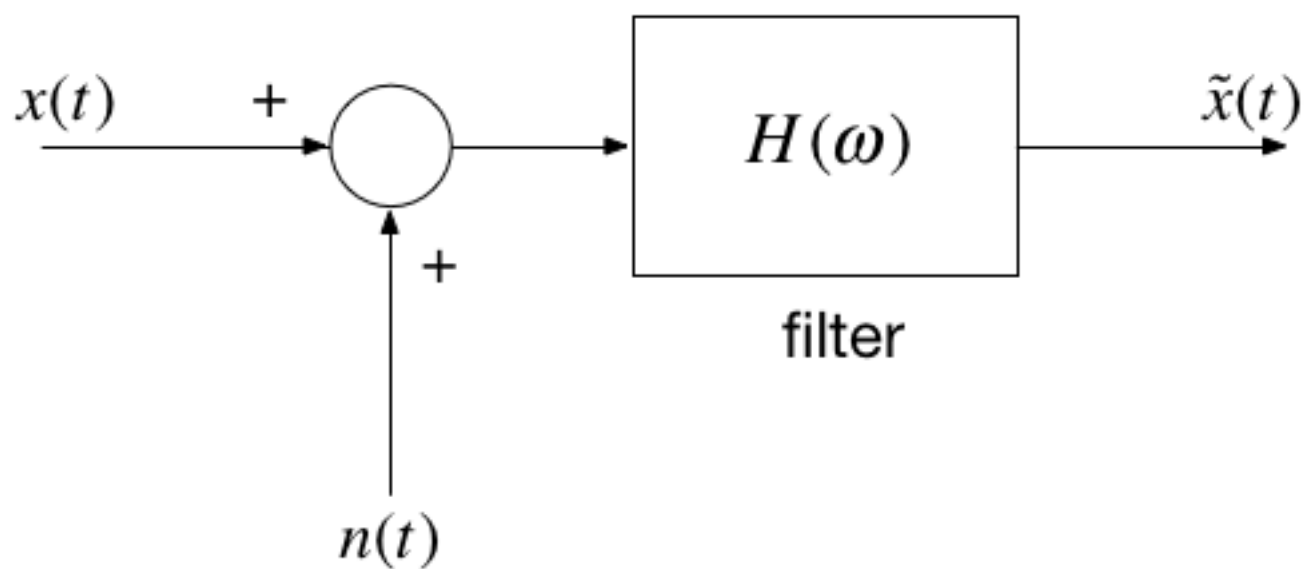 x(t)
+
H(ω)
x̃(t)
+
filter
n(t)